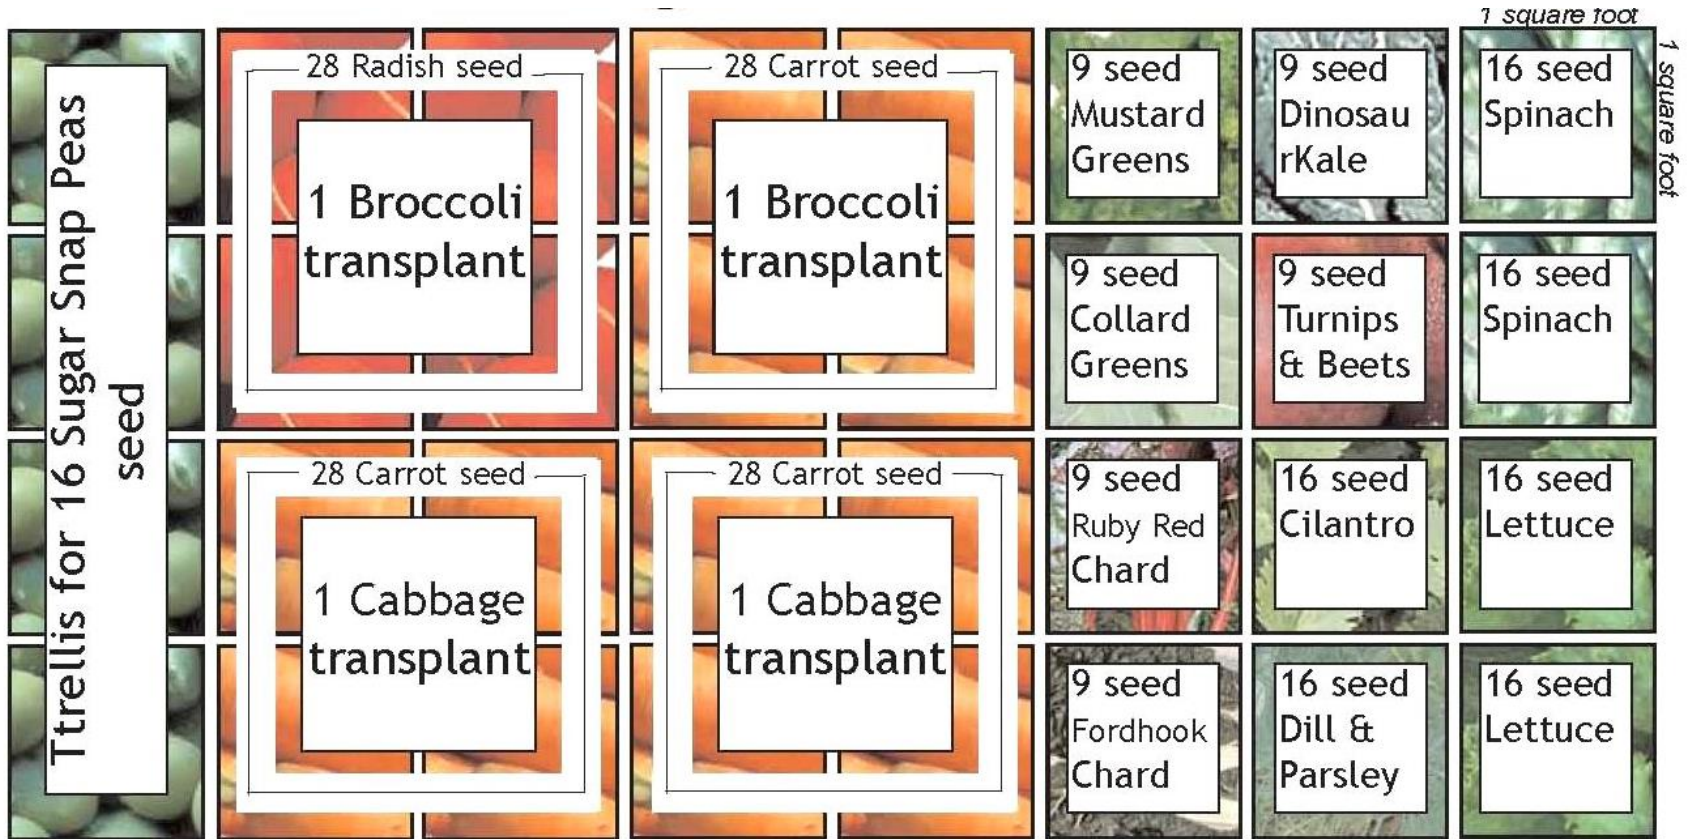 1 square foot
1 square foot
Ttrellis for 16 Sugar Snap Peas
seed
28 Radish seed
1 Broccoli
transplant
28 Carrot seed
1 Broccoli
transplant
9 seed
Mustard
Greens
9 seed
Dinosau
rKale
16 seed
Spinach
9 seed
Collard
Greens
9 seed
Turnips
& Beets
16 seed
Spinach
28 Carrot seed
1 Cabbage
transplant
28 Carrot seed
1 Cabbage
transplant
9 seed
Ruby Red
Chard
16 seed
Cilantro
16 seed
Lettuce
9 seed
Fordhook
Chard
16 seed
Dill &
Parsley
16 seed
Lettuce